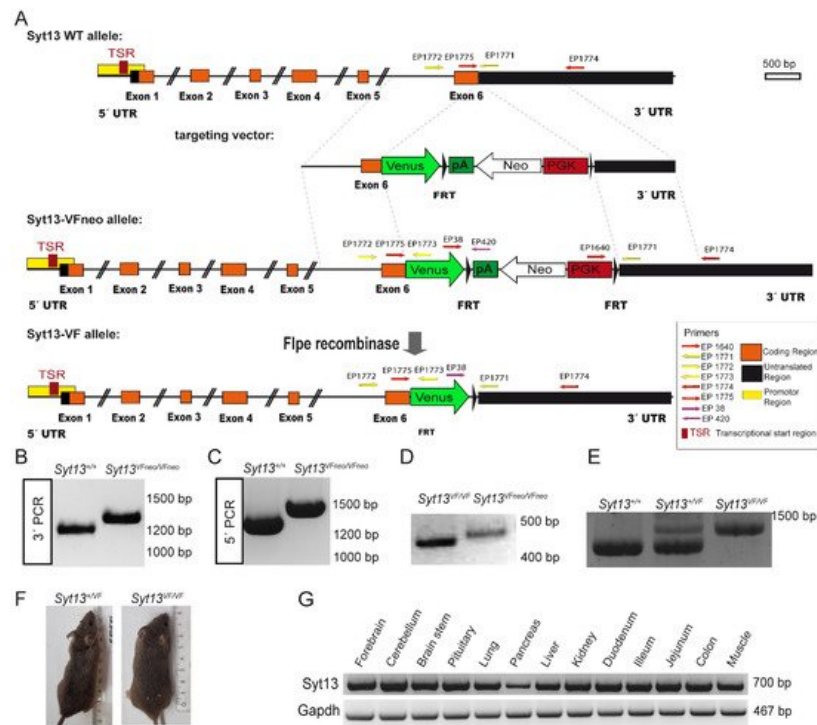 A
Syt13 WT allele:
TSR
EP1772 EP1775 EP1771
EP1774
500 bp
Exon 1 Exon 2 Exon 3 Exon 4 Exon 5 Exon 6
5´ UTR 3´ UTR
targeting vector:
Venus pA Neo PGK
Exon 6 FRT 3´ UTR
Syt13-VFneo allele:
TSR
EP1772 EP1775 EP1773 EP38 EP420 EP1640 EP1771 EP1774
Venus pA Neo PGK
Exon 1 Exon 2 Exon 3 Exon 4 Exon 5 Exon 6
5´ UTR FRT FRT 3´ UTR
Syt13-VF allele:
Flpe recombinase
TSR
EP1772 EP1775 EP1773 EP38 EP1771 EP1774
Venus
Exon 1 Exon 2 Exon 3 Exon 4 Exon 5 Exon 6
5´ UTR FRT 3´ UTR
Primers
EP 1640
EP 1771
EP 1772
EP 1773
EP 1774
EP 1775
EP 38
EP 420
Coding Region
Untranslated
Region
Promotor
Region
TSR Transcriptional start region
B
Syt13+/+ Syt13VFneo/VFneo
3´ PCR
1500 bp
1200 bp
1000 bp
C
Syt13+/+ Syt13VFneo/VFneo
5´ PCR
1500 bp
1200 bp
1000 bp
D
Syt13VF/VF Syt13VFneo/VFneo
500 bp
400 bp
E
Syt13+/+ Syt13+/VF Syt13VF/VF
1500 bp
F
Syt13+/VF Syt13VF/VF
G
Forebrain
Cerebellum
Brain stem
Pituitary
Lung
Pancreas
Liver
Kidney
Duodenum
Illeum
Jejunum
Colon
Muscle
Syt13 700 bp
Gapdh 467 bp